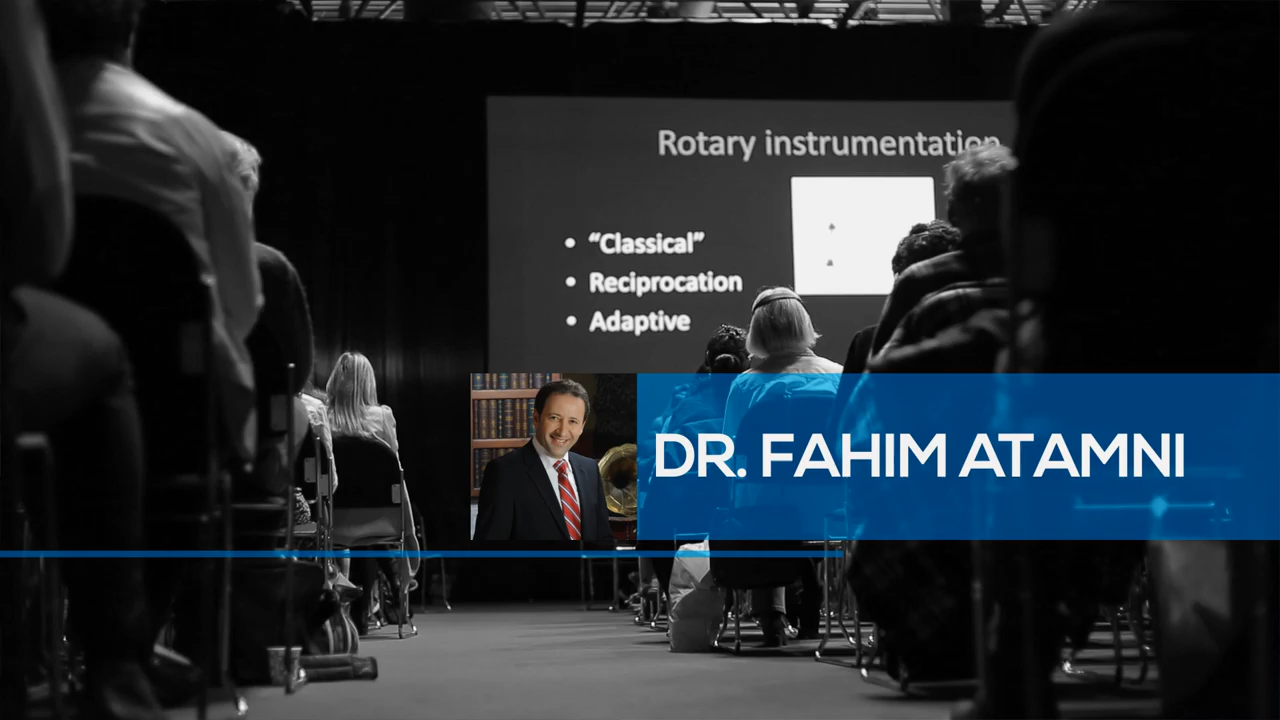 Rotary instrumentation
• “Classical”
• Reciprocation
• Adaptive
DR. FAHIM ATAMNI